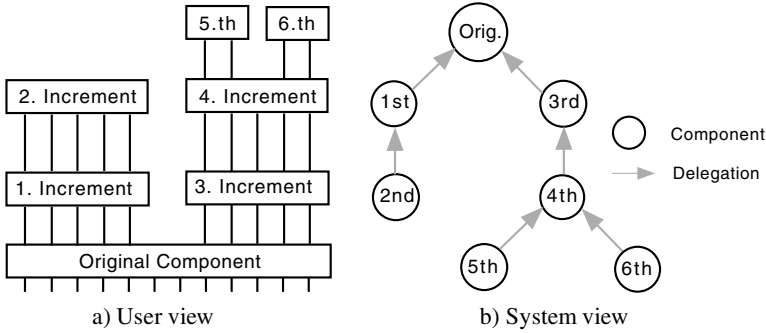 5.th
6.th
2. Increment
4. Increment
1. Increment
3. Increment
Original Component
a) User view
Orig.
1st
3rd
2nd
4th
5th
6th
Component
Delegation
b) System view